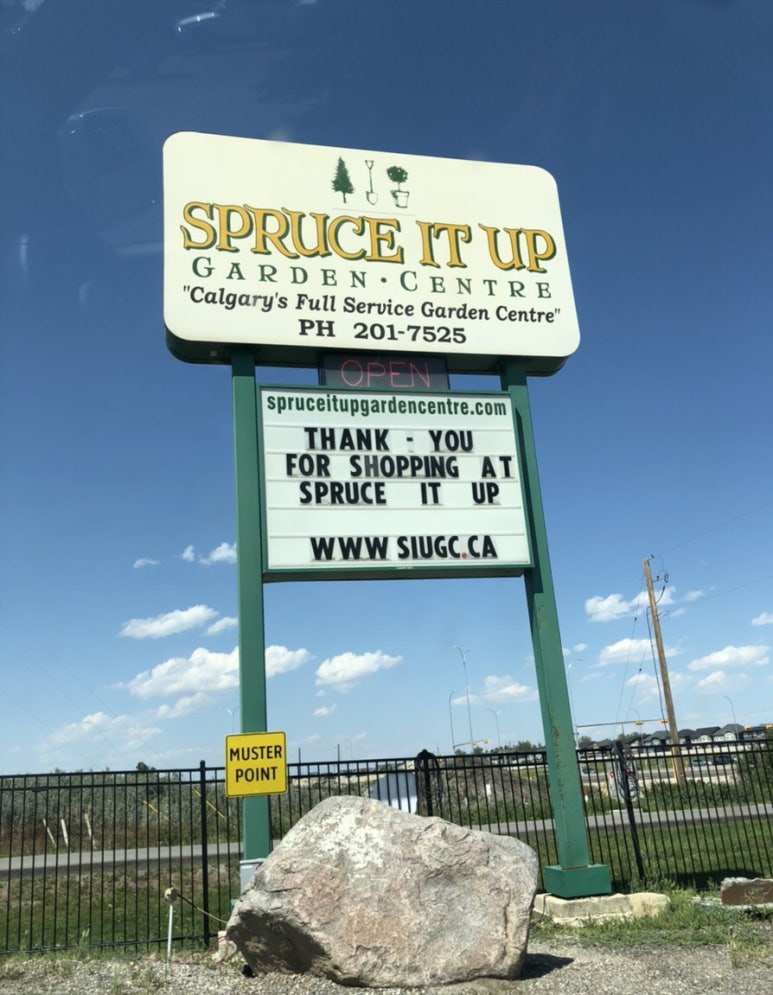 SPRUCE IT UP
GARDEN · CENTRE
"Calgary's Full Service Garden Centre"
PH 201-7525
OPEN
spruceitupgardencentre.com
THANK - YOU
FOR SHOPPING AT
SPRUCE IT UP
WWW SIUGC.CA
MUSTER
POINT